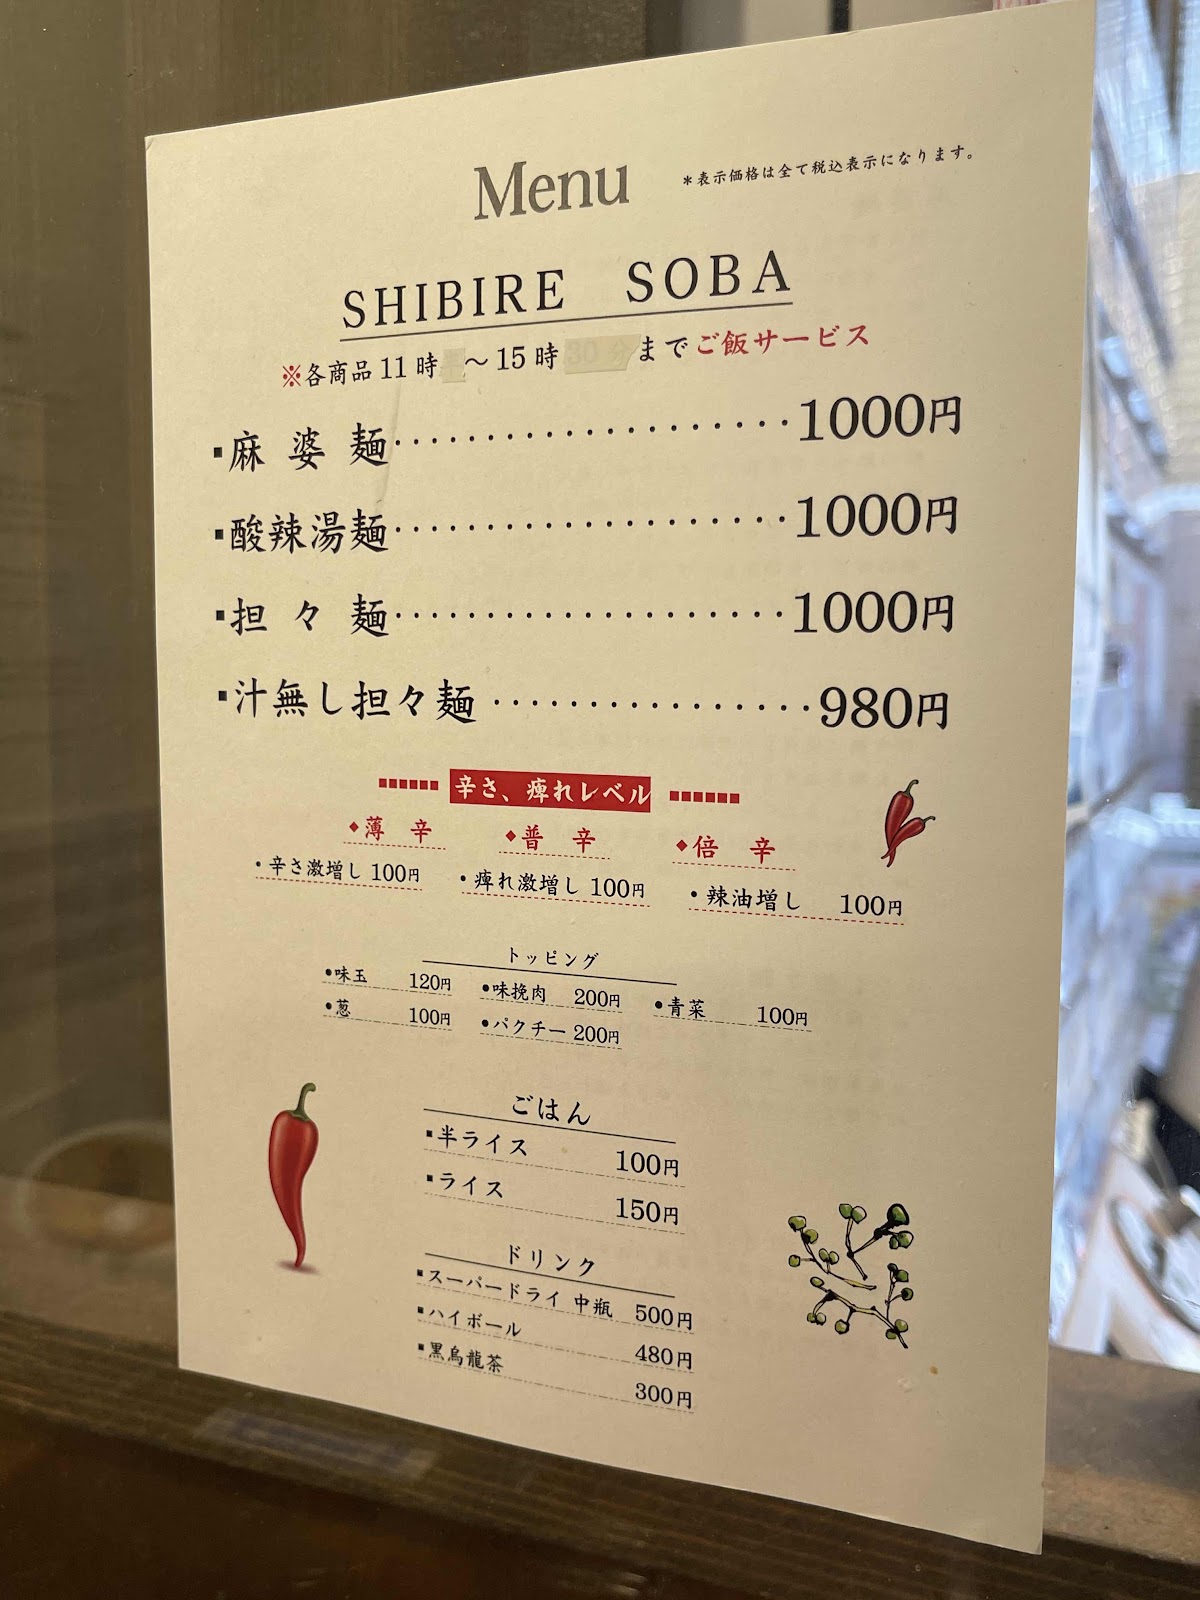 Menu
*表示価格は全て税込表示になります。
SHIBIRE SOBA
※各商品11時～15時30分までご飯サービス
▪麻婆麺····················1000円
▪酸辣湯麺····················1000円
▪担々麺····················1000円
▪汁無し担々麺················980円
辛さ、痺れレベル
◆薄 辛 ◆普 辛 ◆倍 辛
・辛さ激増し 100円 ・痺れ激増し 100円 ・辣油増し 100円
トッピング
●味玉 120円 ●味挽肉 200円 ●青菜 100円
●葱 100円 ●パクチー 200円
ごはん
▪半ライス 100円
▪ライス 150円
ドリンク
▪スーパードライ 中瓶 500円
▪ハイボール 480円
▪黒烏龍茶 300円